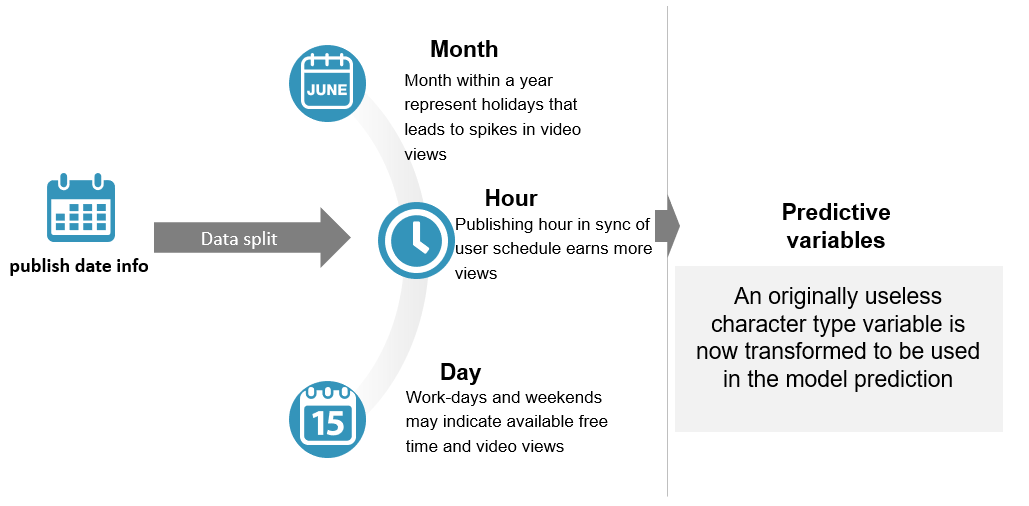 publish date info
Data split
JUNE
Month
Month within a year
represent holidays that
leads to spikes in video
views
Hour
Publishing hour in sync of
user schedule earns more
views
15
Day
Work-days and weekends
may indicate available free
time and video views
Predictive
variables
An originally useless
character type variable is
now transformed to be used
in the model prediction